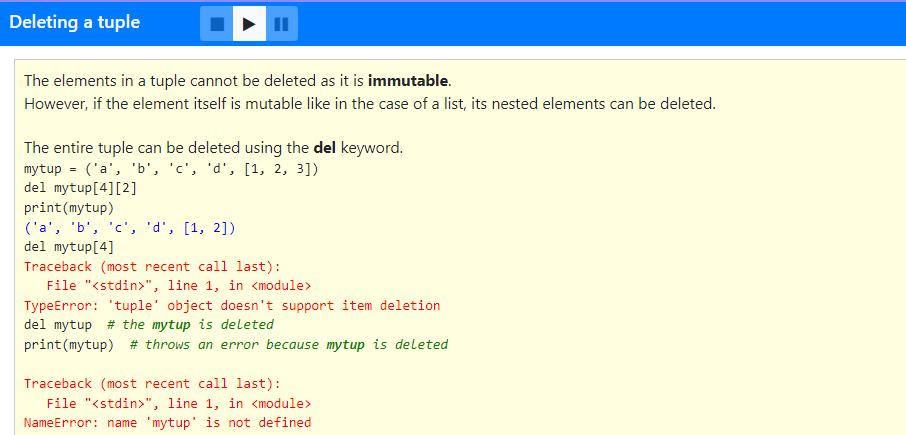 Deleting a tuple
The elements in a tuple cannot be deleted as it is immutable.
However, if the element itself is mutable like in the case of a list, its nested elements can be deleted.
The entire tuple can be deleted using the del keyword.
mytup = ('a', 'b', 'c', 'd', [1, 2, 3])
del mytup[4][2]
print(mytup)
('a', 'b', 'c', 'd', [1, 2])
del mytup[4]
Traceback (most recent call last):
   File "<stdin>", line 1, in <module>
TypeError: 'tuple' object doesn't support item deletion
del mytup  # the mytup is deleted
print(mytup)  # throws an error because mytup is deleted
Traceback (most recent call last):
   File "<stdin>", line 1, in <module>
NameError: name 'mytup' is not defined